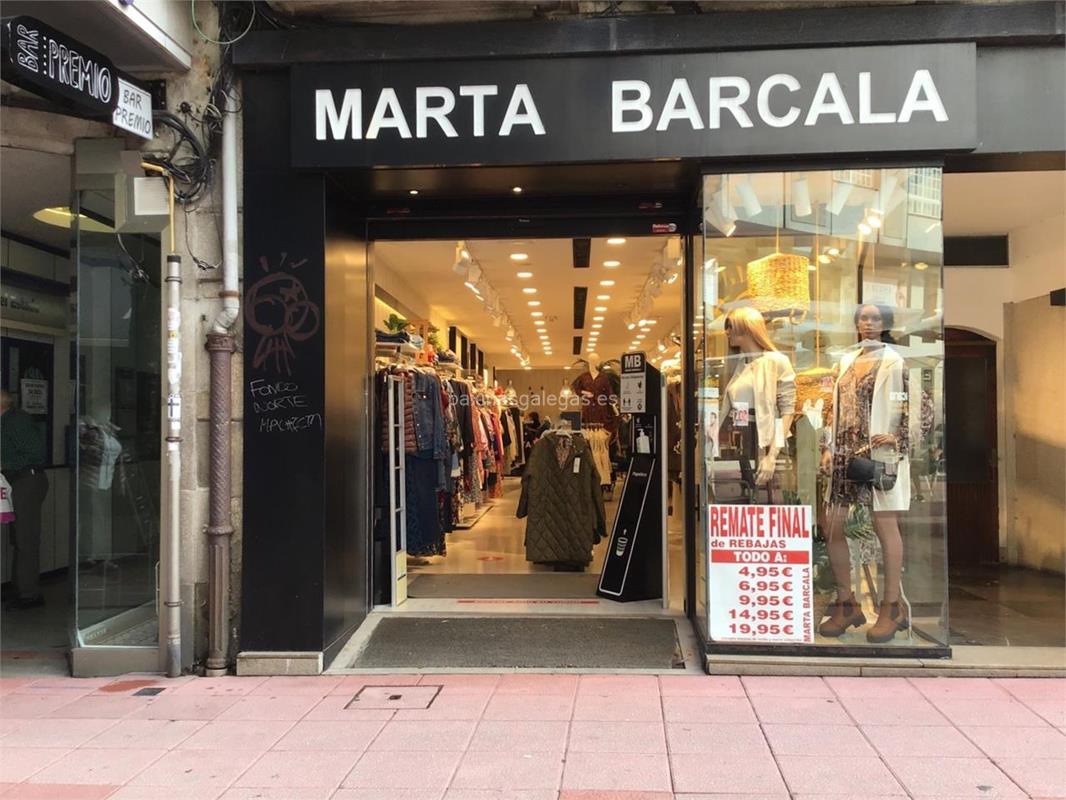 BAR
PREMIO
BAR
PREMIO
MARTA BARCALA
MB
paxinasgalegas.es
FONDO
NORTE
REMATE FINAL
de REBAJAS
TODO A:
4,95€
6,95€
9,95€
14,95€
19,95€
MARTA BARCALA